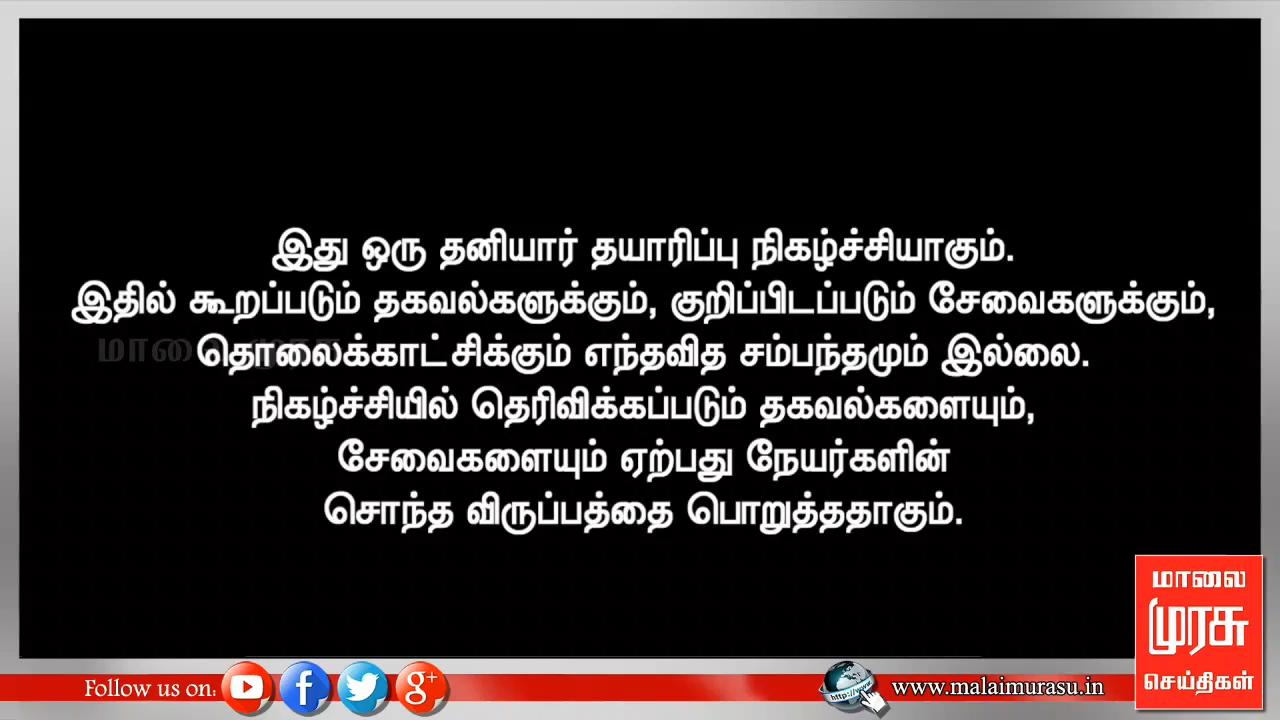 இது ஒரு தனியார் தயாரிப்பு நிகழ்ச்சியாகும்.
இதில் கூறப்படும் தகவல்களுக்கும், குறிப்பிடப்படும் சேவைகளுக்கும்,
தொலைக்காட்சிக்கும் எந்தவித சம்பந்தமும் இல்லை.
நிகழ்ச்சியில் தெரிவிக்கப்படும் தகவல்களையும்,
சேவைகளையும் ஏற்பது நேயர்களின்
சொந்த விருப்பத்தை பொறுத்ததாகும்.
மாலை
முரசு
செய்திகள்
Follow us on:
f
g+
http://www
www.malaimurasu.in